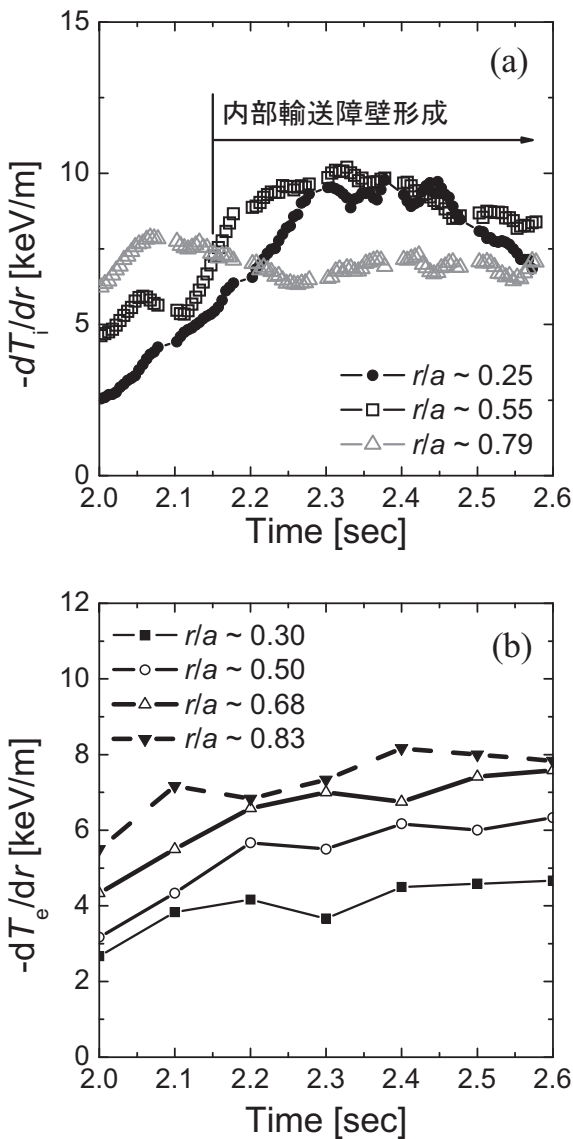 (a)
内部輸送障壁形成
15
10
5
0
-dTi/dr [keV/m]
r/a ~ 0.25
r/a ~ 0.55
r/a ~ 0.79
2.0 2.1 2.2 2.3 2.4 2.5 2.6
Time [sec]
(b)
12
10
8
6
4
2
0
-dTe/dr [keV/m]
r/a ~ 0.30
r/a ~ 0.50
r/a ~ 0.68
r/a ~ 0.83
2.0 2.1 2.2 2.3 2.4 2.5 2.6
Time [sec]